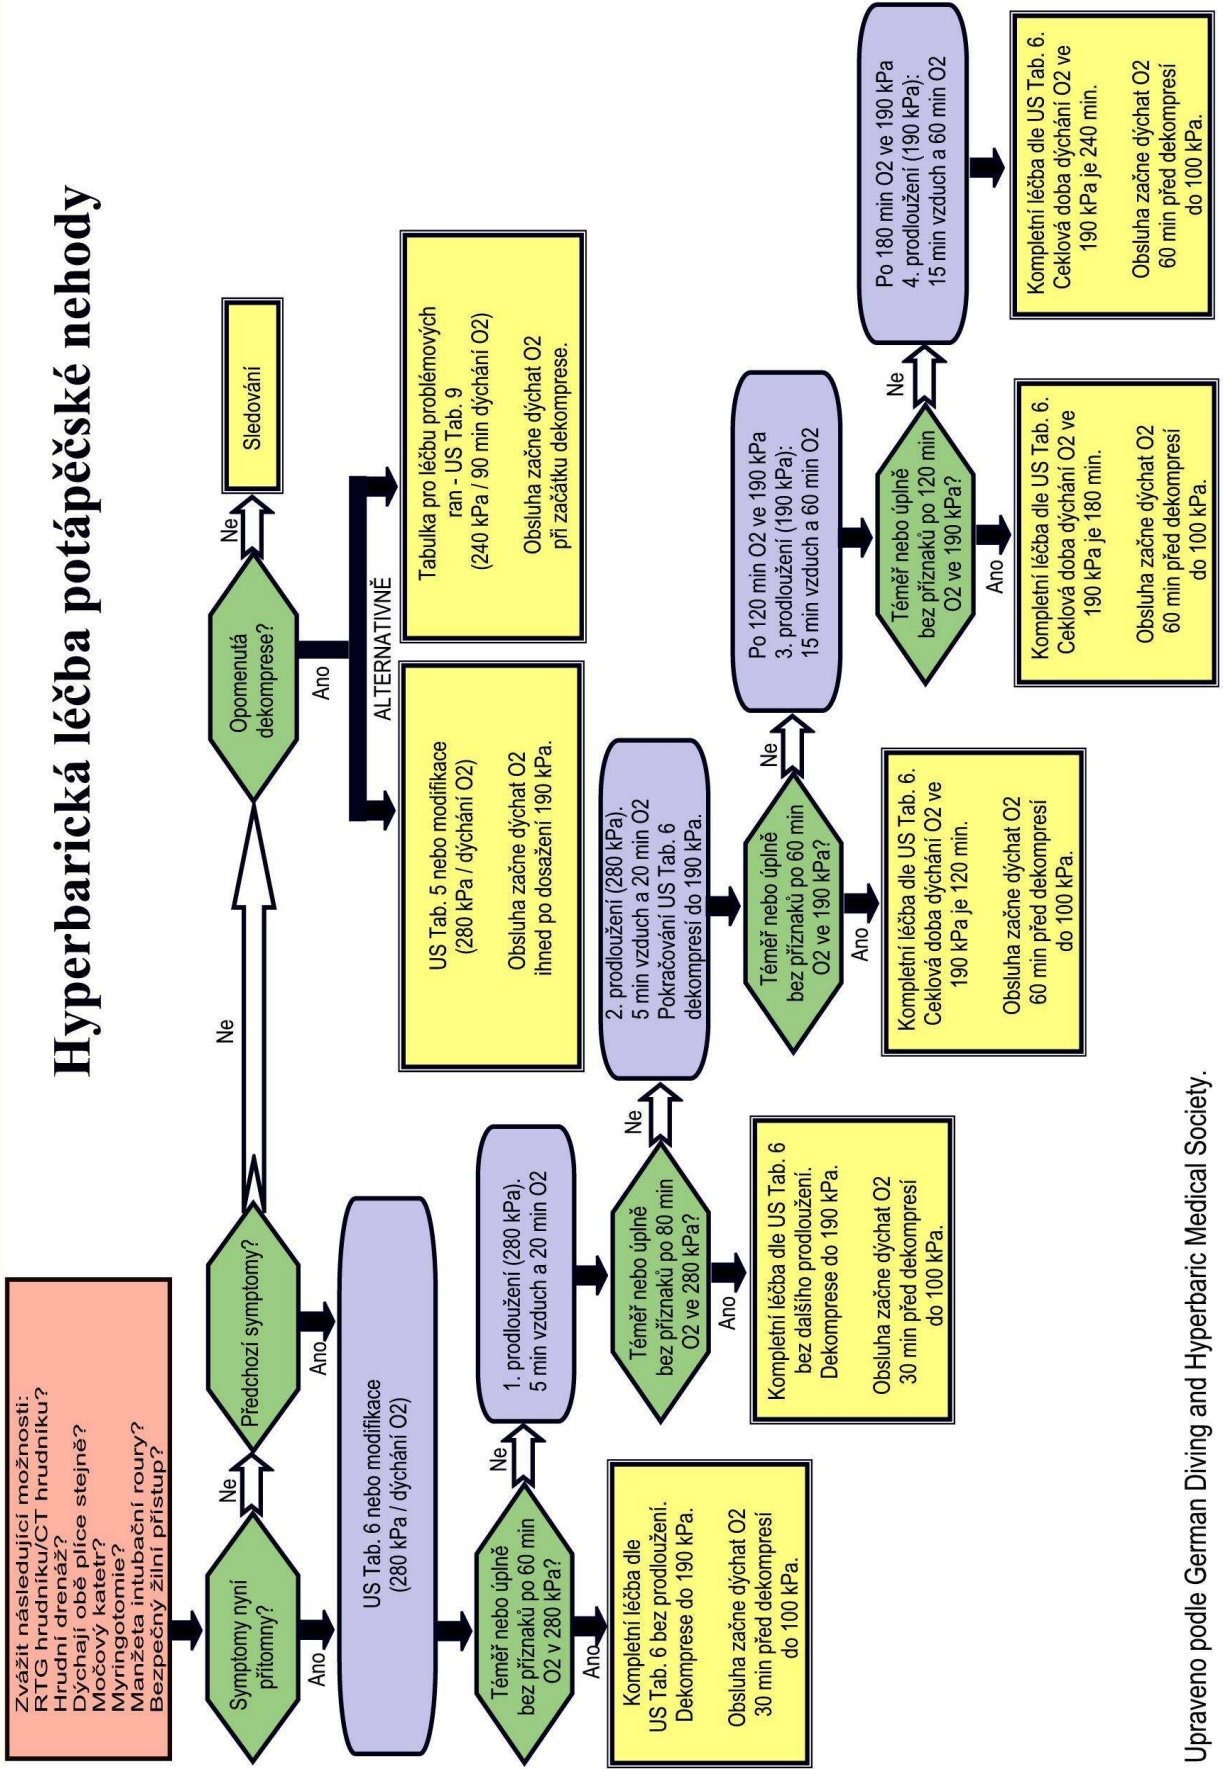 Hyperbarická léčba potápěčské nehody
Zvážit následující možnosti:
RTG hrudníku/CT hrudníku?
Hrudní drenáž?
Dýchají obě plíce stejně?
Močový katetr?
Myringotomie?
Manžeta intubační roury?
Bezpečný žilní přístup?
Symptomy nyní
přítomny?
Ne
Předchozí symptomy?
Ne
Opomenutá
dekomprese?
Ne
Sledování
Ano
Ano
Ano
ALTERNATIVNĚ
US Tab. 6 nebo modifikace
(280 kPa / dýchání O2)
US Tab. 5 nebo modifikace
(280 kPa / dýchání O2)
Obsluha začne dýchat O2
ihned po dosažení 190 kPa.
Tabulka pro léčbu problémových
ran - US Tab. 9
(240 kPa / 90 min dýchání O2)
Obsluha začne dýchat O2
při začátku dekomprese.
Téměř nebo úplně
bez příznaků po 60 min
O2 v 280 kPa?
Ne
1. prodloužení (280 kPa).
5 min vzduch a 20 min O2
Ano
Kompletní léčba dle
US Tab. 6 bez prodloužení.
Dekomprese do 190 kPa.
Obsluha začne dýchat O2
30 min před dekompresí
do 100 kPa.
Téměř nebo úplně
bez příznaků po 80 min
O2 ve 280 kPa?
Ne
2. prodloužení (280 kPa).
5 min vzduch a 20 min O2
Pokračování US Tab. 6
dekompresí do 190 kPa.
Ano
Kompletní léčba dle US Tab. 6
bez dalšího prodloužení.
Dekomprese do 190 kPa.
Obsluha začne dýchat O2
30 min před dekompresí
do 100 kPa.
Téměř nebo úplně
bez příznaků po 60 min
O2 ve 190 kPa?
Ne
Po 120 min O2 ve 190 kPa
3. prodloužení (190 kPa):
15 min vzduch a 60 min O2
Ano
Kompletní léčba dle US Tab. 6.
Ceklová doba dýchání O2 ve
190 kPa je 120 min.
Obsluha začne dýchat O2
60 min před dekompresí
do 100 kPa.
Téměř nebo úplně
bez příznaků po 120 min
O2 ve 190 kPa?
Ne
Po 180 min O2 ve 190 kPa
4. prodloužení (190 kPa):
15 min vzduch a 60 min O2
Ano
Kompletní léčba dle US Tab. 6.
Ceklová doba dýchání O2 ve
190 kPa je 180 min.
Obsluha začne dýchat O2
60 min před dekompresí
do 100 kPa.
Kompletní léčba dle US Tab. 6.
Ceklová doba dýchání O2 ve
190 kPa je 240 min.
Obsluha začne dýchat O2
60 min před dekompresí
do 100 kPa.
Upraveno podle German Diving and Hyperbaric Medical Society.